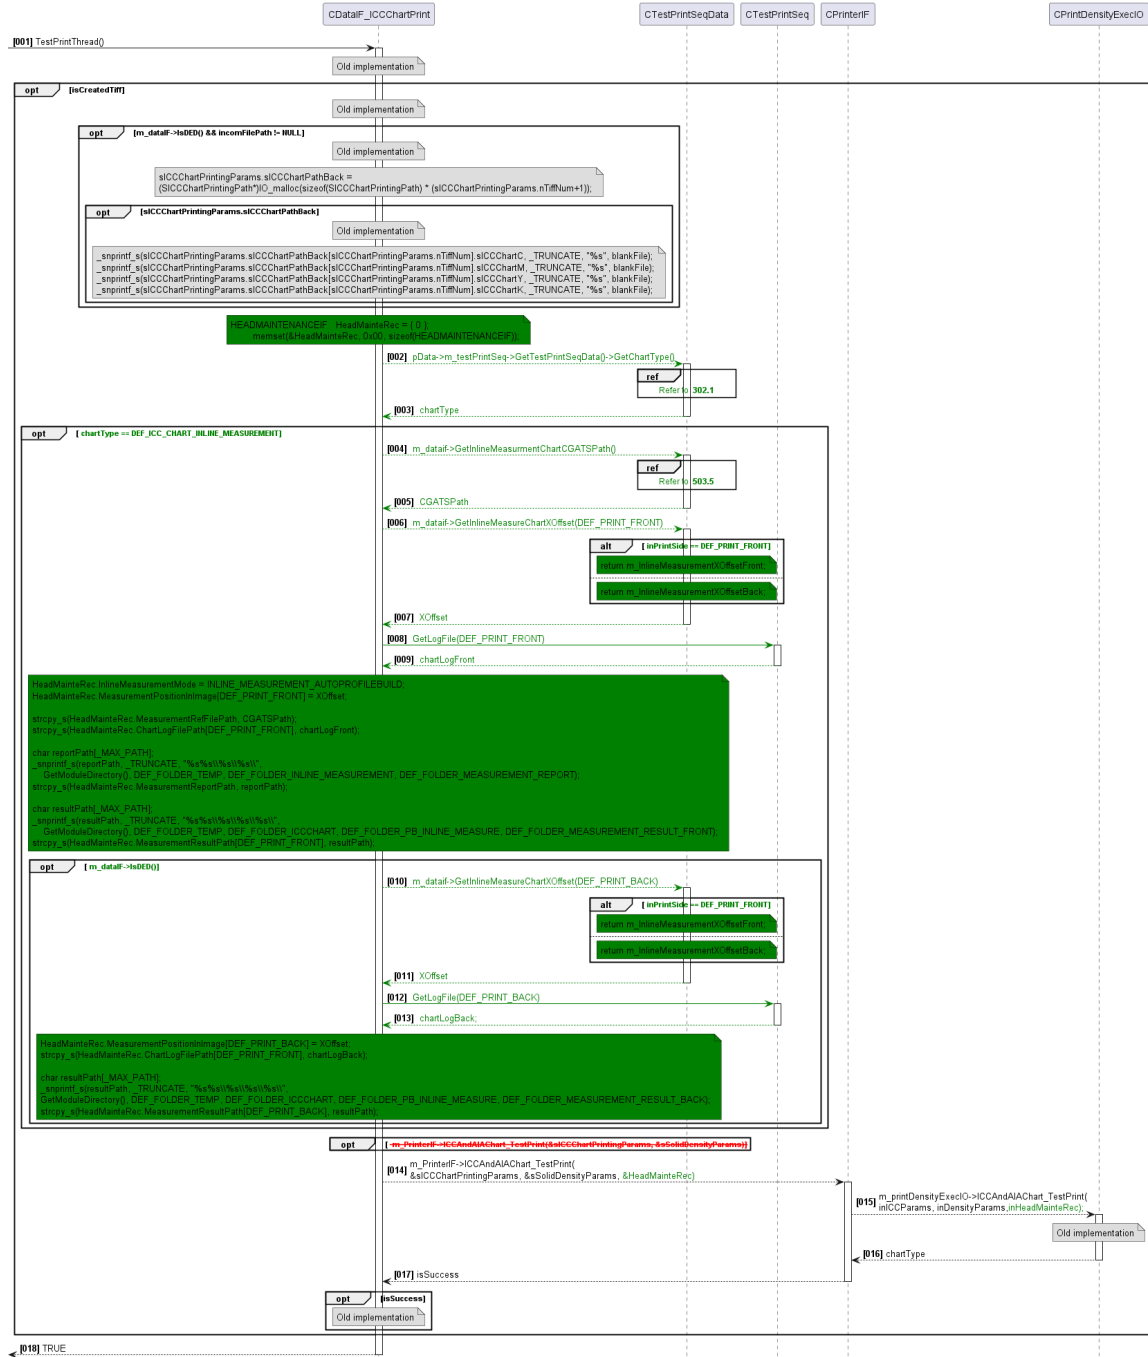 CDataIF_ICCChartPrint
CTestPrintSeqData
CTestPrintSeq
CPrinterIF
CPrintDensityExecIO
[001] TestPrintThread()
Old implementation
opt [isCreatedTiff]
Old implementation
opt [m_dataIF->IsDED() && incomFilePath != NULL]
Old implementation
sICCChartPrintingParams.sICCChartPathBack =
(SICCChartPrintingPath*)IO_malloc(sizeof(SICCChartPrintingPath) * (sICCChartPrintingParams.nTiffNum+1));
opt [sICCChartPrintingParams.sICCChartPathBack]
Old implementation
_snprintf_s(sICCChartPrintingParams.sICCChartPathBack[sICCChartPrintingParams.nTiffNum].sICCChartC, _TRUNCATE, "%s", blankFile);
_snprintf_s(sICCChartPrintingParams.sICCChartPathBack[sICCChartPrintingParams.nTiffNum].sICCChartM, _TRUNCATE, "%s", blankFile);
_snprintf_s(sICCChartPrintingParams.sICCChartPathBack[sICCChartPrintingParams.nTiffNum].sICCChartY, _TRUNCATE, "%s", blankFile);
_snprintf_s(sICCChartPrintingParams.sICCChartPathBack[sICCChartPrintingParams.nTiffNum].sICCChartK, _TRUNCATE, "%s", blankFile);
HEADMAINTENANCEIF HeadMainteRec = { 0 };
memset(&HeadMainteRec, 0x00, sizeof(HEADMAINTENANCEIF));
[002] pData->m_testPrintSeq->GetTestPrintSeqData()->GetChartType()
ref
Refer to 302.1
[003] chartType
opt [ chartType == DEF_ICC_CHART_INLINE_MEASUREMENT]
[004] m_dataif->GetInlineMeasurmentChartCGATSPath()
ref
Refer to 503.5
[005] CGATSPath
[006] m_dataif->GetInlineMeasureChartXOffset(DEF_PRINT_FRONT)
alt [ inPrintSide == DEF_PRINT_FRONT]
return m_InlineMeasurementXOffsetFront;
return m_InlineMeasurementXOffsetBack;
[007] XOffset
[008] GetLogFile(DEF_PRINT_FRONT)
[009] chartLogFront
HeadMainteRec.InlineMeasurementMode = INLINE_MEASUREMENT_AUTOPROFILEBUILD;
HeadMainteRec.MeasurementPositionInImage[DEF_PRINT_FRONT] = XOffset;
strcpy_s(HeadMainteRec.MeasurementRefFilePath, CGATSPath);
strcpy_s(HeadMainteRec.ChartLogFilePath[DEF_PRINT_FRONT], chartLogFront);
char reportPath[_MAX_PATH];
_snprintf_s(reportPath, _TRUNCATE, "%s%s\\%s\\%s\\",
GetModuleDirectory(), DEF_FOLDER_TEMP, DEF_FOLDER_INLINE_MEASUREMENT, DEF_FOLDER_MEASUREMENT_REPORT);
strcpy_s(HeadMainteRec.MeasurementReportPath, reportPath);
char resultPath[_MAX_PATH];
_snprintf_s(resultPath, _TRUNCATE, "%s%s\\%s\\%s\\%s\\",
GetModuleDirectory(), DEF_FOLDER_TEMP, DEF_FOLDER_ICCCHART, DEF_FOLDER_PB_INLINE_MEASURE, DEF_FOLDER_MEASUREMENT_RESULT_FRONT);
strcpy_s(HeadMainteRec.MeasurementResultPath[DEF_PRINT_FRONT], resultPath);
opt [ m_dataIF->IsDED()]
[010] m_dataif->GetInlineMeasureChartXOffset(DEF_PRINT_BACK)
alt [ inPrintSide == DEF_PRINT_FRONT]
return m_InlineMeasurementXOffsetFront;
return m_InlineMeasurementXOffsetBack;
[011] XOffset
[012] GetLogFile(DEF_PRINT_BACK)
[013] chartLogBack;
HeadMainteRec.MeasurementPositionInImage[DEF_PRINT_BACK] = XOffset;
strcpy_s(HeadMainteRec.ChartLogFilePath[DEF_PRINT_FRONT], chartLogBack);
char resultPath[_MAX_PATH];
_snprintf_s(resultPath, _TRUNCATE, "%s%s\\%s\\%s\\%s\\",
GetModuleDirectory(), DEF_FOLDER_TEMP, DEF_FOLDER_ICCCHART, DEF_FOLDER_PB_INLINE_MEASURE, DEF_FOLDER_MEASUREMENT_RESULT_BACK);
strcpy_s(HeadMainteRec.MeasurementResultPath[DEF_PRINT_BACK], resultPath);
opt [ m_PrinterIF->ICCAndAIAChart_TestPrint(&sICCChartPrintingParams, &sSolidDensityParams)]
[014] m_PrinterIF->ICCAndAIAChart_TestPrint(
&sICCChartPrintingParams, &sSolidDensityParams, &HeadMainteRec)
[015] m_printDensityExecIO->ICCAndAIAChart_TestPrint(
inICCParams, inDensityParams,inHeadMainteRec);
Old implementation
[016] chartType
[017] isSuccess
opt [isSuccess]
Old implementation
[018] TRUE